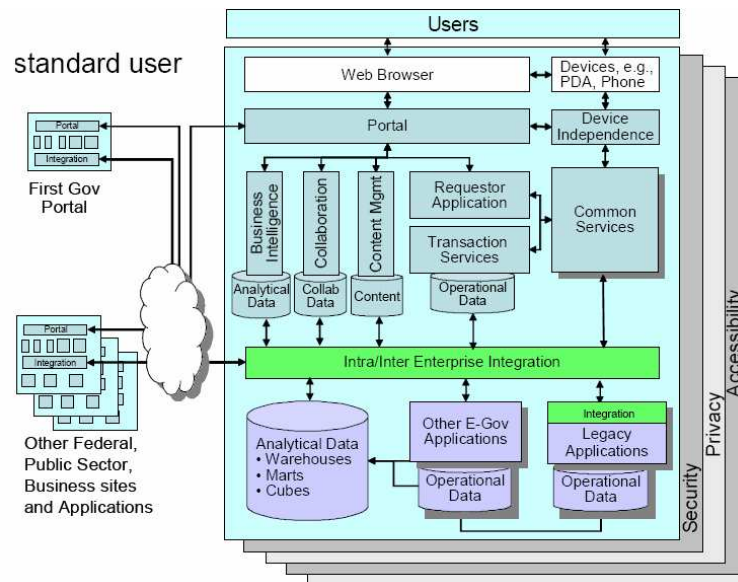 Users
standard user
Web Browser
Devices, e.g.,
PDA, Phone
Portal
Integration
First Gov
Portal
Portal
Device
Independence
Business
Intelligence
Collaboration
Content Mgmt
Requestor
Application
Transaction
Services
Common
Services
Analytical
Data
Collab
Data
Content
Operational
Data
Portal
Integration
Other Federal,
Public Sector,
Business sites
and Applications
Intra/Inter Enterprise Integration
Analytical Data
• Warehouses
• Marts
• Cubes
Other E-Gov
Applications
Operational
Data
Integration
Legacy
Applications
Operational
Data
Security
Privacy
Accessibility